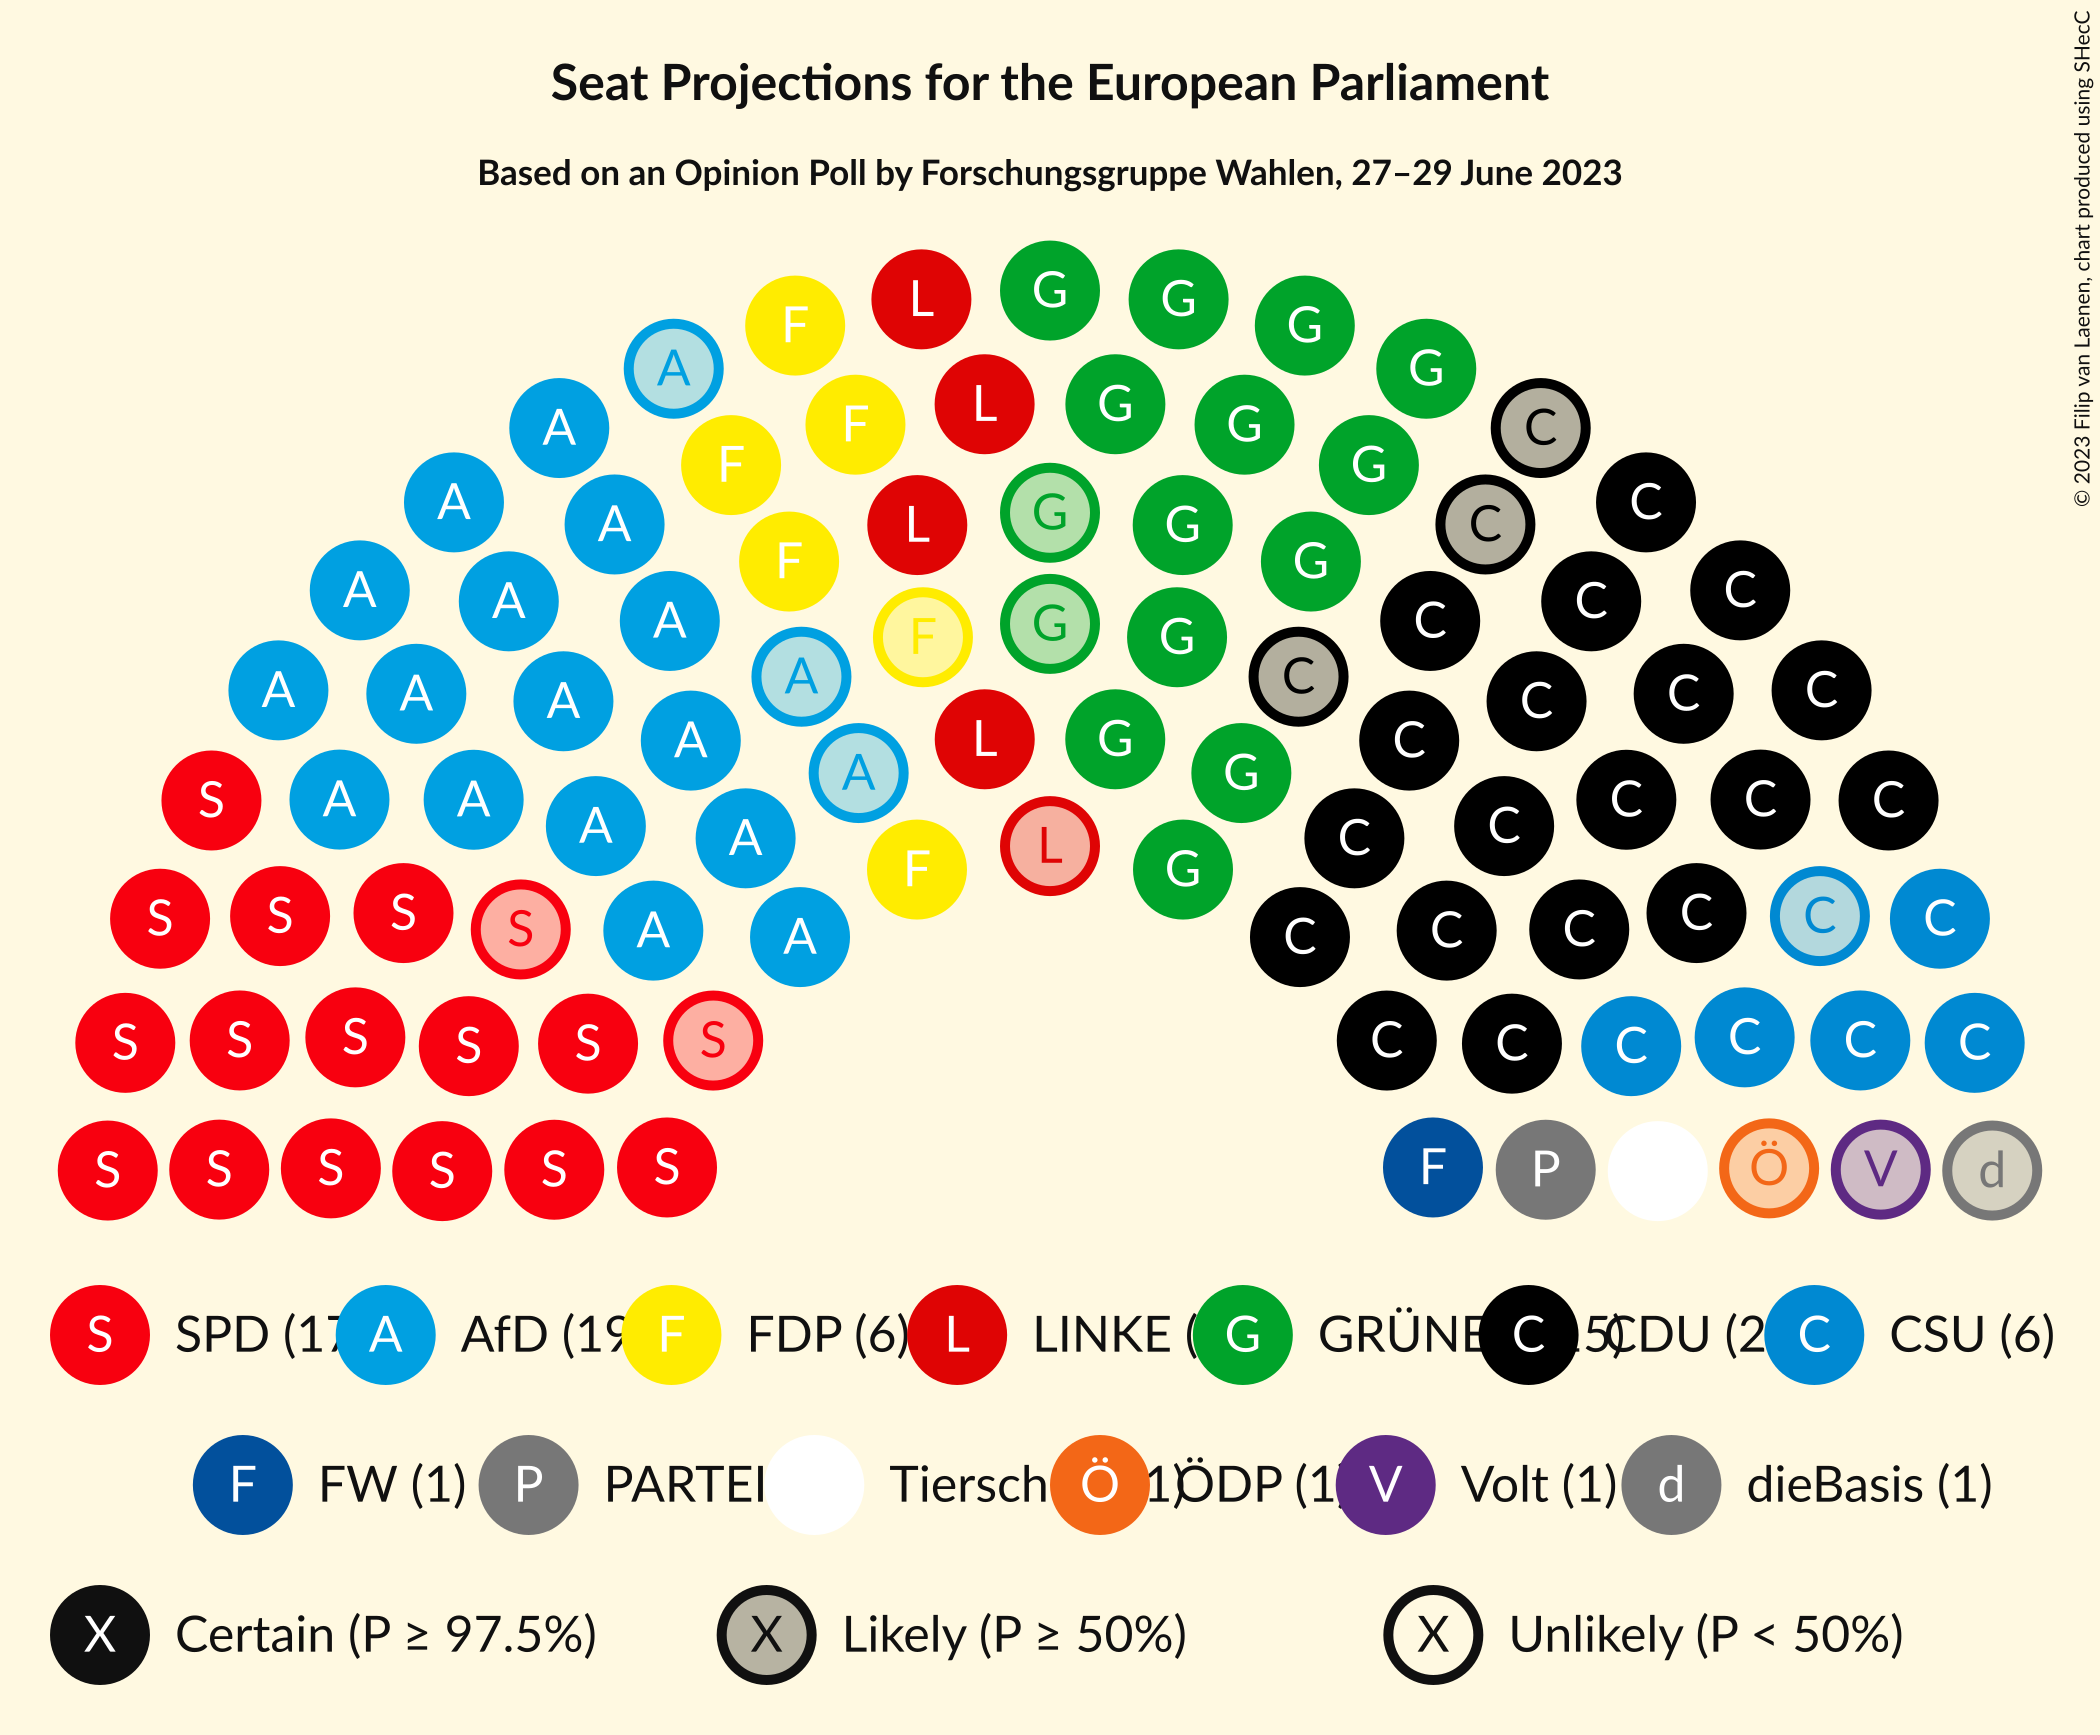 Seat Projections for the European Parliament
Based on an Opinion Poll by Forschungsgruppe Wahlen, 27–29 June 2023
© 2023 Filip van Laenen, chart produced using SHecC
L G G G
F G
A L G G C
A F G
A F G C C
A A F L G G C
A A F G C C
A A F G G C
A A A A L G C C C C C
S A A A A A G C C C C C C
A F L G C
S S S S A A C C C C C C
S S S S S S C C C C C C
S S S S S S F P Ö V d
S SPD (17 A AfD (19 F FDP (6) L LINKE ( G GRÜNE C 5) CDU (2 C CSU (6)
F FW (1) P PARTEI Tiersch Ö 1) ÖDP (1 V Volt (1) d dieBasis (1)
X Certain (P ≥ 97.5%) X Likely (P ≥ 50%) X Unlikely (P < 50%)